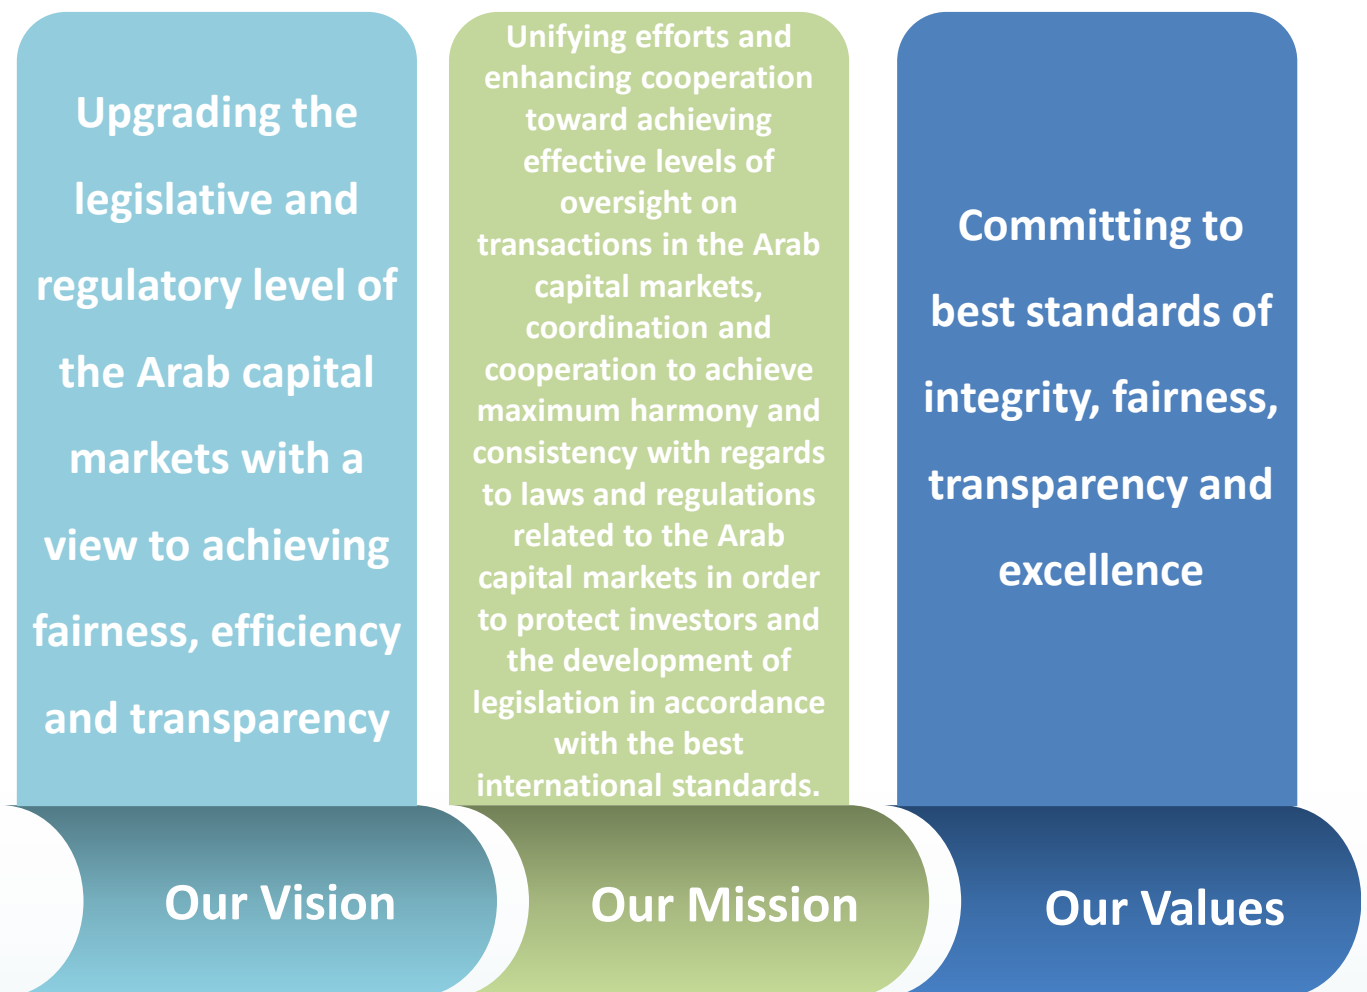 Upgrading the
legislative and
regulatory level of
the Arab capital
markets with a
view to achieving
fairness, efficiency
and transparency
Our Vision
Unifying efforts and
enhancing cooperation
toward achieving
effective levels of
oversight on
transactions in the Arab
capital markets,
coordination and
cooperation to achieve
maximum harmony and
consistency with regards
to laws and regulations
related to the Arab
capital markets in order
to protect investors and
the development of
legislation in accordance
with the best
international standards.
Our Mission
Committing to
best standards of
integrity, fairness,
transparency and
excellence
Our Values